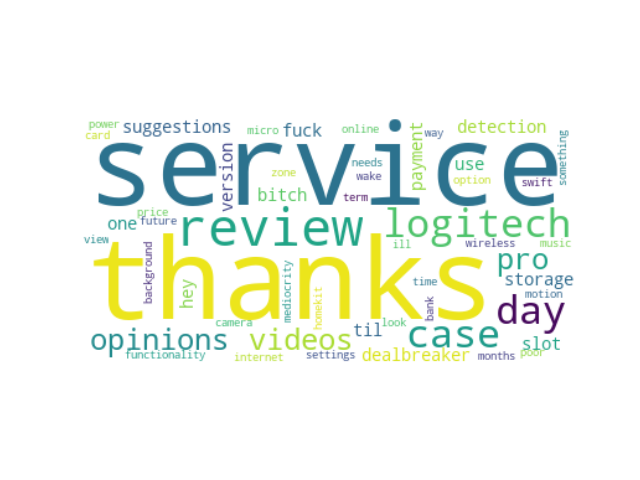 power
card
suggestions
micro
fuck
online
payment
way
detection
something
service
version
zone
bitch
needs
wake
term
use
option
swift
price
one
future
review
logitech
view
ill
wireless
music
background
hey
thanks
mediocrity
homekit
time
bank
pro
storage
motion
day
camera
til
look
opinions
videos
case
slot
functionality
internet
settings
dealbreaker
months
poor